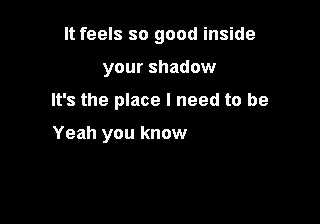 It feels so good inside
your shadow
It's the place I need to be
Yeah you know